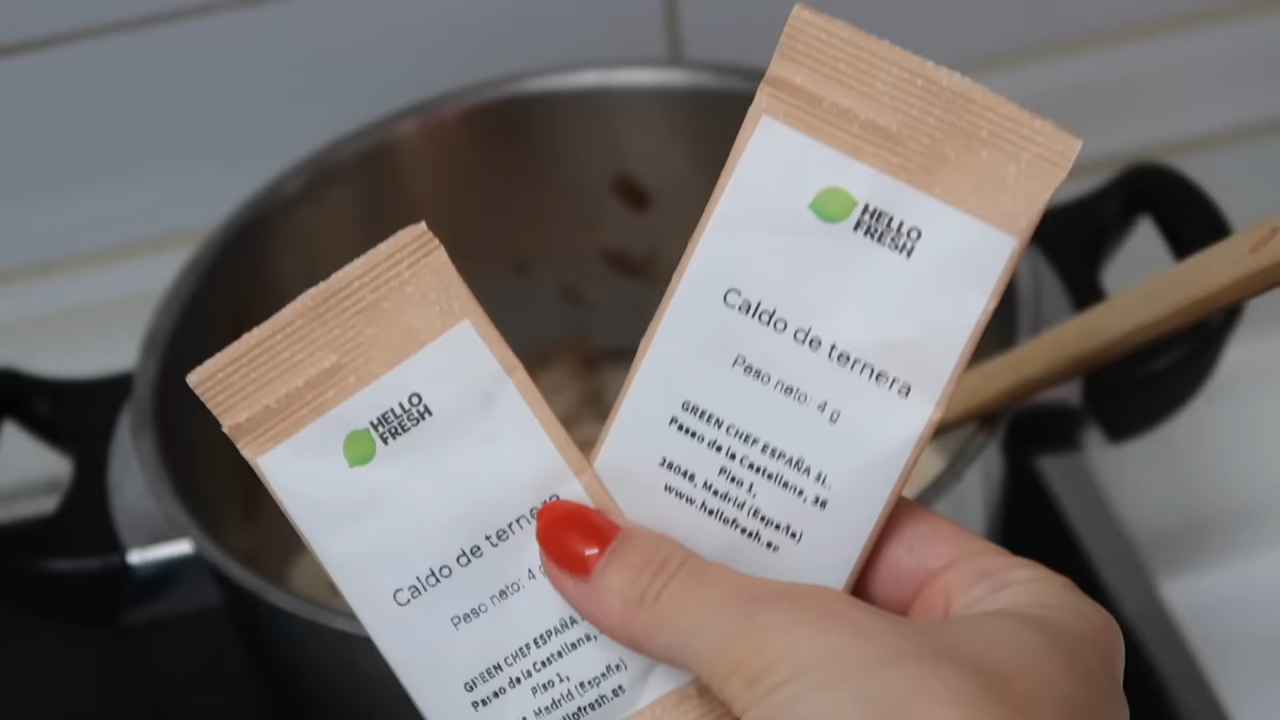 HELLO
FRESH
Caldo de ternera
Peso neto: 4
GREEN CHEF ESPAÑA
Paseo de la Castellana,
Piso 1,
Madrid (España)
HELLO
FRESH
Caldo de ternera
Peso neto: 4 g
GREEN CHEF ESPAÑA SL.
Paseo de la Castellana, 36
Piso 1,
28046, Madrid (España)
www.hellofresh.es